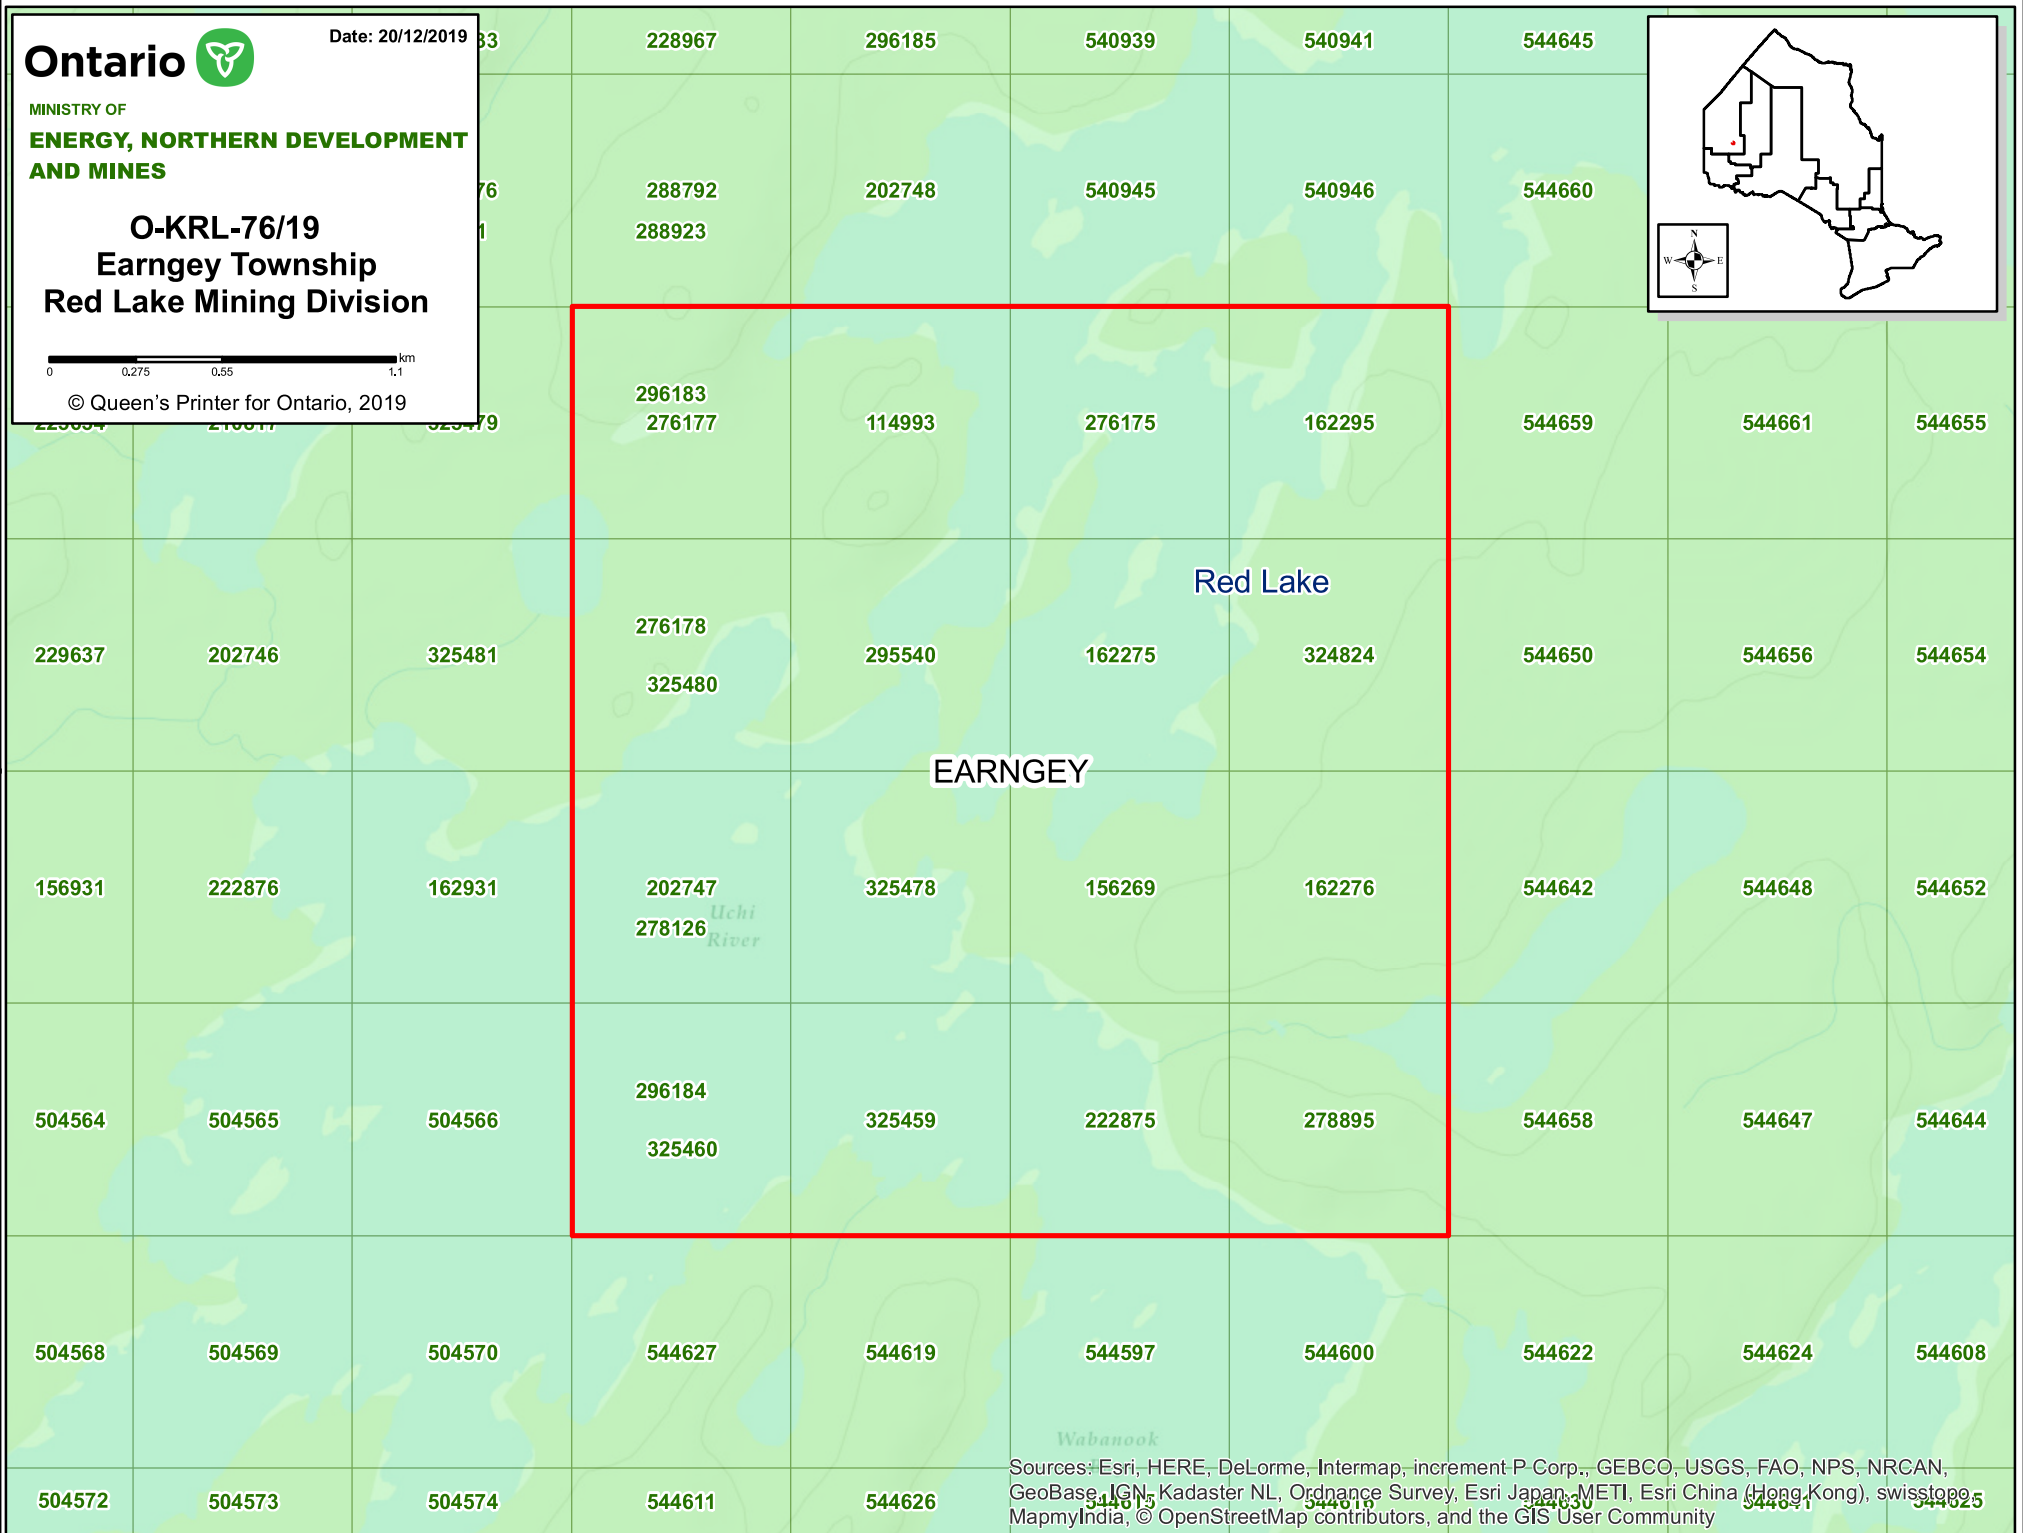 Ontario
Date: 20/12/2019
MINISTRY OF
ENERGY, NORTHERN DEVELOPMENT
AND MINES
O-KRL-76/19
Earngey Township
Red Lake Mining Division
km
0 0.275 0.55 1.1
© Queen's Printer for Ontario, 2019
33 228967 296185 540939 540941 544645
76 288792 202748 540945 540946 544660
1 288923
N
W E
S
296183
325479 276177 114993 276175 162295 544659 544661 544655
Red Lake
276178
229637 202746 325481 295540 162275 324824 544650 544656 544654
325480
EARNGEY
156931 222876 162931 202747 325478 156269 162276 544642 544648 544652
Uchi
278126
River
296184
504564 504565 504566 325459 222875 278895 544658 544647 544644
325460
504568 504569 504570 544627 544619 544597 544600 544622 544624 544608
Wabanook
504572 504573 504574 544611 544626
Sources: Esri, HERE, DeLorme, Intermap, increment P Corp., GEBCO, USGS, FAO, NPS, NRCAN,
GeoBase, IGN, Kadaster NL, Ordnance Survey, Esri Japan, METI, Esri China (Hong Kong), swisstopo,
MapmyIndia, © OpenStreetMap contributors, and the GIS User Community